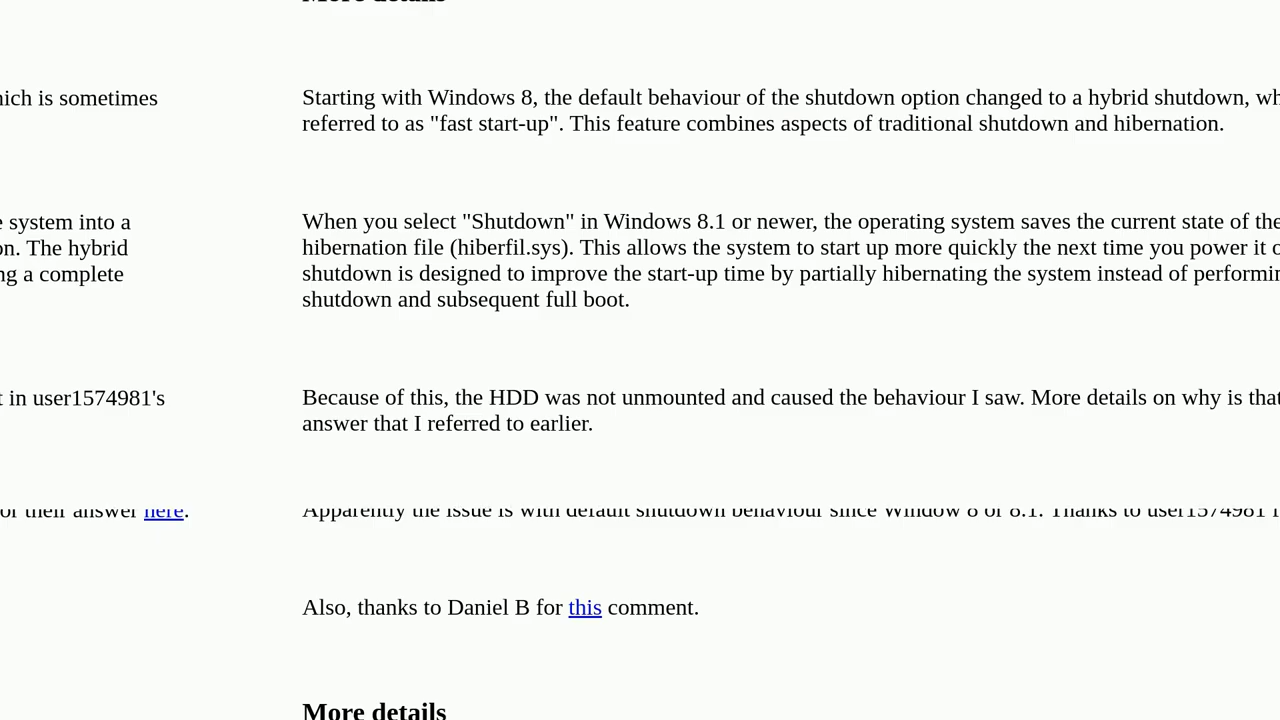 More details
hich is sometimes
Starting with Windows 8, the default behaviour of the shutdown option changed to a hybrid shutdown, wh
referred to as "fast start-up". This feature combines aspects of traditional shutdown and hibernation.
e system into a
on. The hybrid
ng a complete
When you select "Shutdown" in Windows 8.1 or newer, the operating system saves the current state of the
hibernation file (hiberfil.sys). This allows the system to start up more quickly the next time you power it o
shutdown is designed to improve the start-up time by partially hibernating the system instead of performin
shutdown and subsequent full boot.
t in user1574981's
Because of this, the HDD was not unmounted and caused the behaviour I saw. More details on why is that
answer that I referred to earlier.
or their answer here.
Apparently the issue is with default shutdown behaviour since Window 8 or 8.1. Thanks to user1574981 f
Also, thanks to Daniel B for this comment.
More details